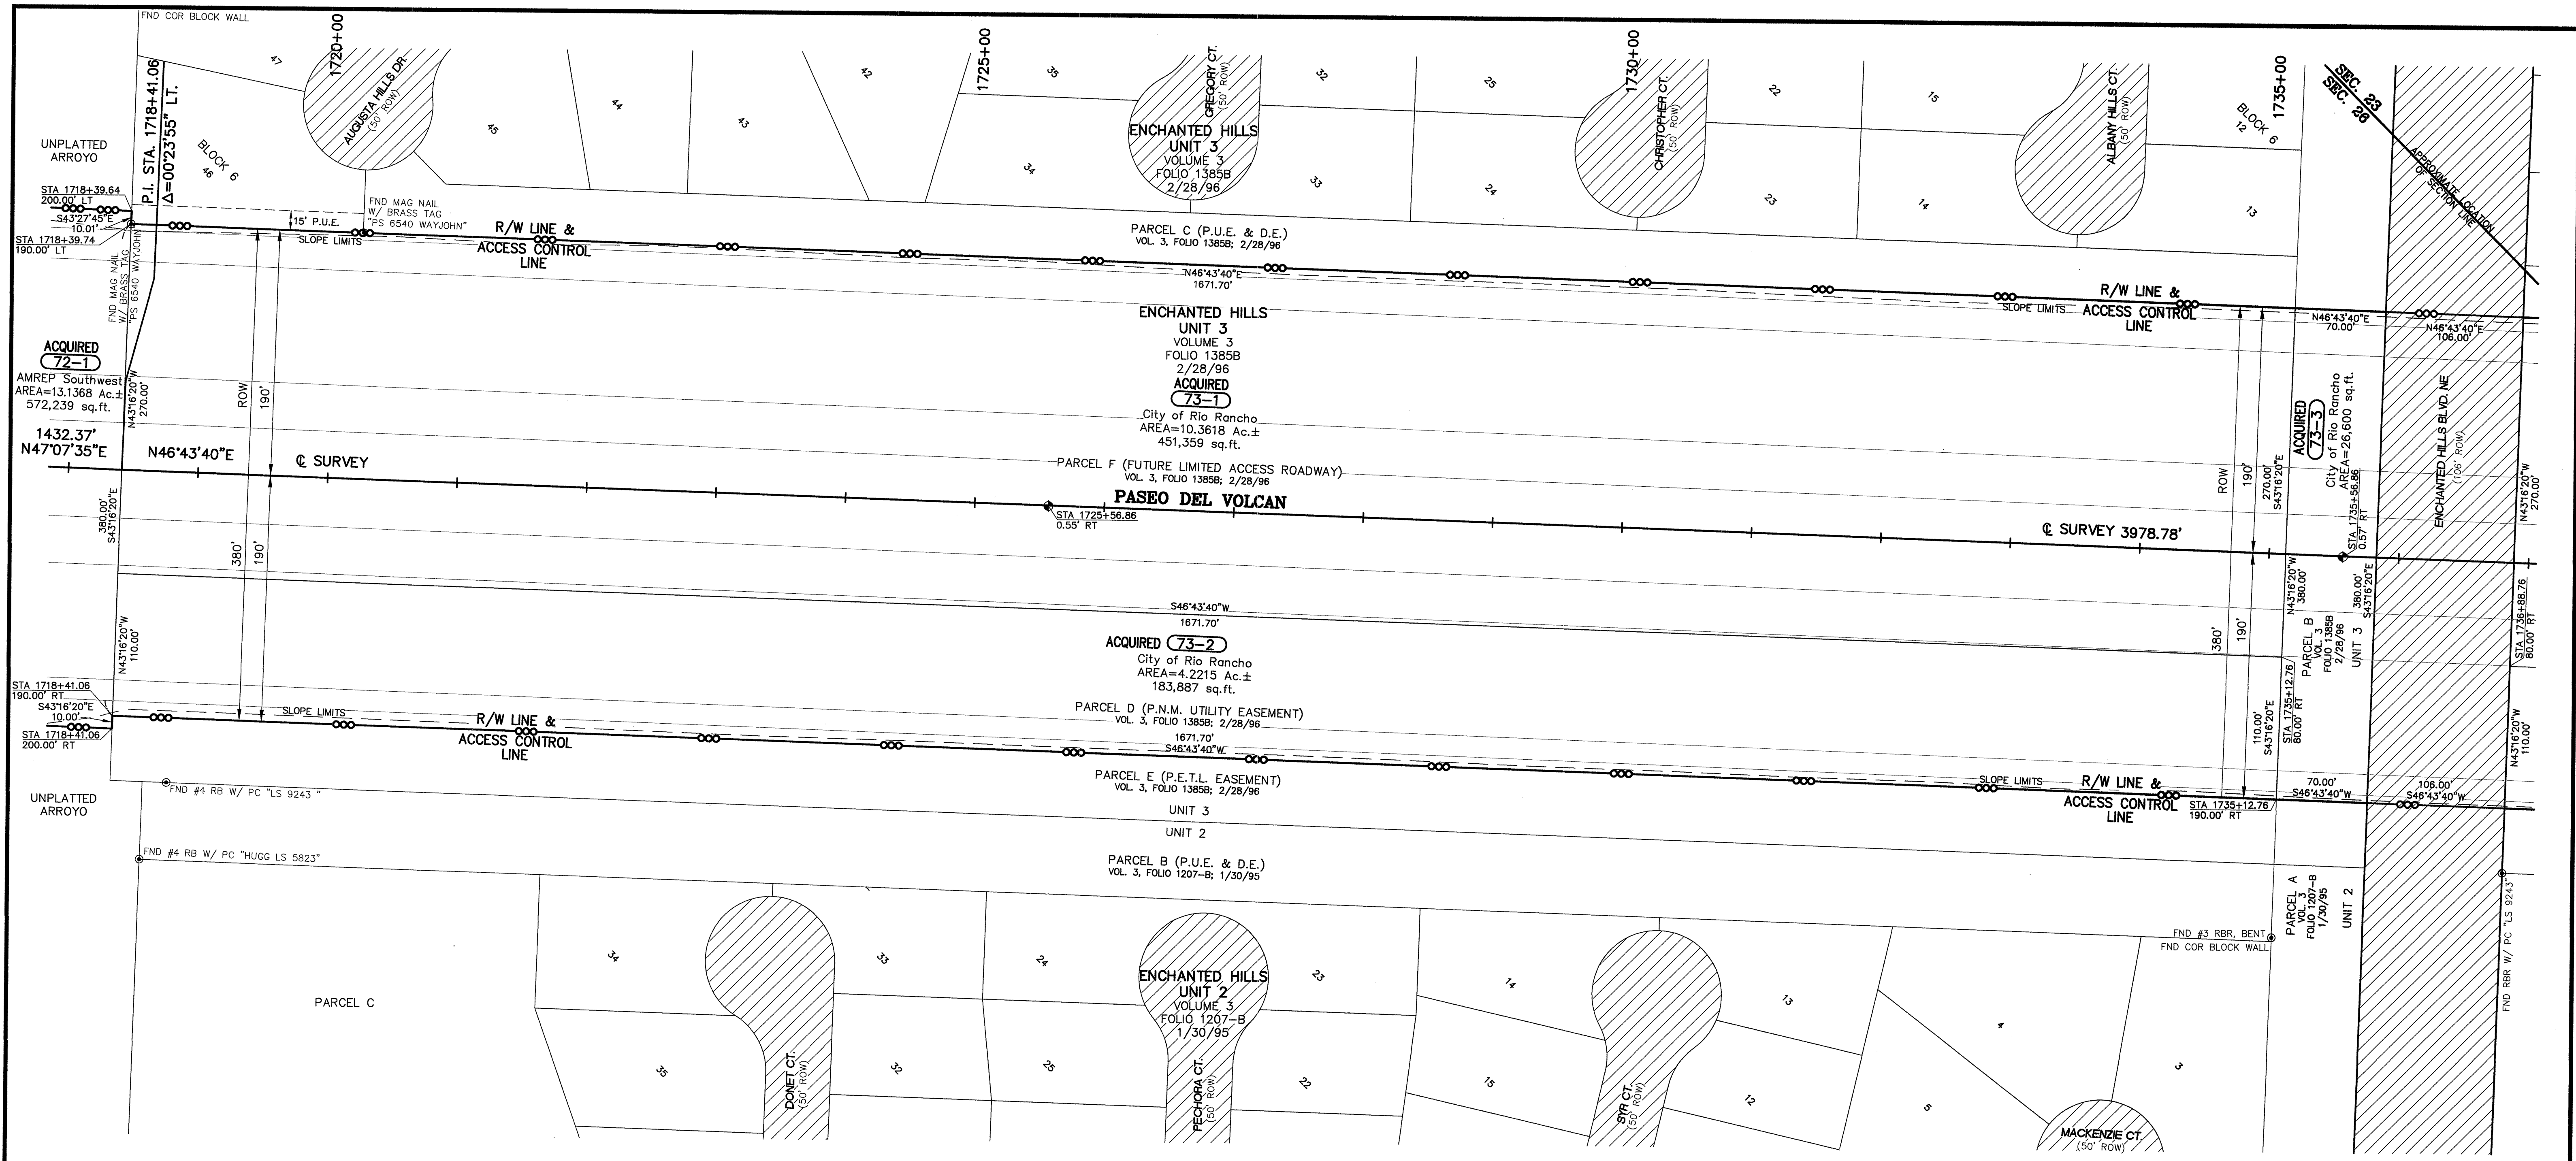 FND COR BLOCK WALL
47
1720+00
AUGUSTA HILLS DR.
(50' ROW)
44
45
43
42
1725+00
35
34
GREGORY CT.
(50' ROW)
ENCHANTED HILLS
UNIT 3
VOLUME 3
FOLIO 1385B
2/28/96
32
33
25
24
1730+00
CHRISTOPHER CT.
(50' ROW)
22
23
15
14
ALBANY HILLS CT.
(50' ROW)
13
BLOCK 6
12
1735+00
SEC. 23
SEC. 26
APPROXIMATE LOCATION
OF SECTION LINE
UNPLATTED
ARROYO
P.I. STA. 1718+41.06
Δ=00°23'55" LT.
BLOCK 6
46
STA 1718+39.64
200.00' LT
S43°27'45"E
10.01'
STA 1718+39.74
190.00' LT
FND MAG NAIL
W/ BRASS TAG
"PS 6540 WAYJOHN"
15' P.U.E.
FND MAG NAIL
W/ BRASS TAG
"PS 6540 WAYJOHN"
SLOPE LIMITS
R/W LINE &
ACCESS CONTROL
LINE
PARCEL C (P.U.E. & D.E.)
VOL. 3, FOLIO 1385B; 2/28/96
N46°43'40"E
1671.70'
R/W LINE &
SLOPE LIMITS
ACCESS CONTROL
LINE
N46°43'40"E
70.00'
N46°43'40"E
106.00'
ENCHANTED HILLS
UNIT 3
VOLUME 3
FOLIO 1385B
2/28/96
ACQUIRED
73-1
City of Rio Rancho
AREA=10.3618 Ac.±
451,359 sq.ft.
ACQUIRED
72-1
AMREP Southwest
AREA=13.1368 Ac.±
572,239 sq.ft.
N43°16'20"W
270.00'
ROW
190'
1432.37'
N47°07'35"E
N46°43'40"E
℄ SURVEY
PARCEL F (FUTURE LIMITED ACCESS ROADWAY)
VOL. 3, FOLIO 1385B; 2/28/96
PASEO DEL VOLCAN
STA 1725+56.86
0.55' RT
℄ SURVEY 3978.78'
ROW
190'
270.00'
S43°16'20"E
ACQUIRED
73-3
City of Rio Rancho
AREA=26,600 sq.ft.
STA 1735+56.86
0.57' RT
ENCHANTED HILLS BLVD. NE
(106' ROW)
N43°16'20"W
270.00'
380.00'
S43°16'20"E
380'
190'
N43°16'20"W
110.00'
S46°43'40"W
1671.70'
ACQUIRED 73-2
City of Rio Rancho
AREA=4.2215 Ac.±
183,887 sq.ft.
380'
190'
N43°16'20"W
380.00'
380.00'
S43°16'20"E
PARCEL B
VOL. 3
FOLIO 1385B
2/28/96
UNIT 3
STA 1736+88.76
80.00' RT
STA 1735+12.76
80.00' RT
110.00'
S43°16'20"E
N43°16'20"W
110.00'
STA 1718+41.06
190.00' RT
S43°16'20"E
10.00'
STA 1718+41.06
200.00' RT
SLOPE LIMITS
R/W LINE &
ACCESS CONTROL
LINE
PARCEL D (P.N.M. UTILITY EASEMENT)
VOL. 3, FOLIO 1385B; 2/28/96
1671.70'
S46°43'40"W
PARCEL E (P.E.T.L. EASEMENT)
VOL. 3, FOLIO 1385B; 2/28/96
SLOPE LIMITS
R/W LINE &
ACCESS CONTROL
LINE
STA 1735+12.76
190.00' RT
70.00'
S46°43'40"W
106.00'
S46°43'40"W
UNPLATTED
ARROYO
FND #4 RB W/ PC "LS 9243 "
UNIT 3
UNIT 2
FND #4 RB W/ PC "HUGG LS 5823"
PARCEL B (P.U.E. & D.E.)
VOL. 3, FOLIO 1207-B; 1/30/95
PARCEL A
VOL. 3
FOLIO 1207-B
1/30/95
UNIT 2
FND #3 RBR, BENT
FND COR BLOCK WALL
FND RBR W/ PC "LS 9243"
PARCEL C
34
35
DONET CT.
(50' ROW)
33
32
24
25
ENCHANTED HILLS
UNIT 2
VOLUME 3
FOLIO 1207-B
1/30/95
PECHORA CT.
(50' ROW)
23
22
14
15
SYR CT.
(50' ROW)
13
12
4
5
3
MACKENZIE CT.
(50' ROW)